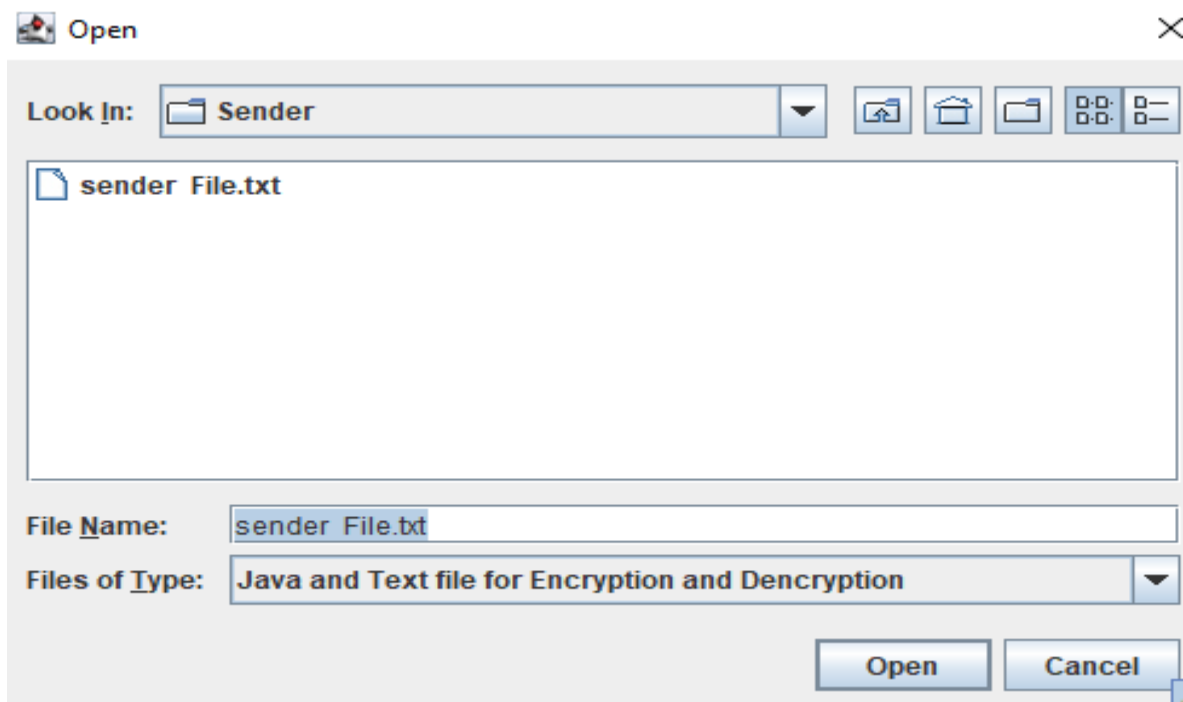 Open
Look In: Sender
sender File.txt
File Name: sender File.txt
Files of Type: Java and Text file for Encryption and Dencryption
Open Cancel